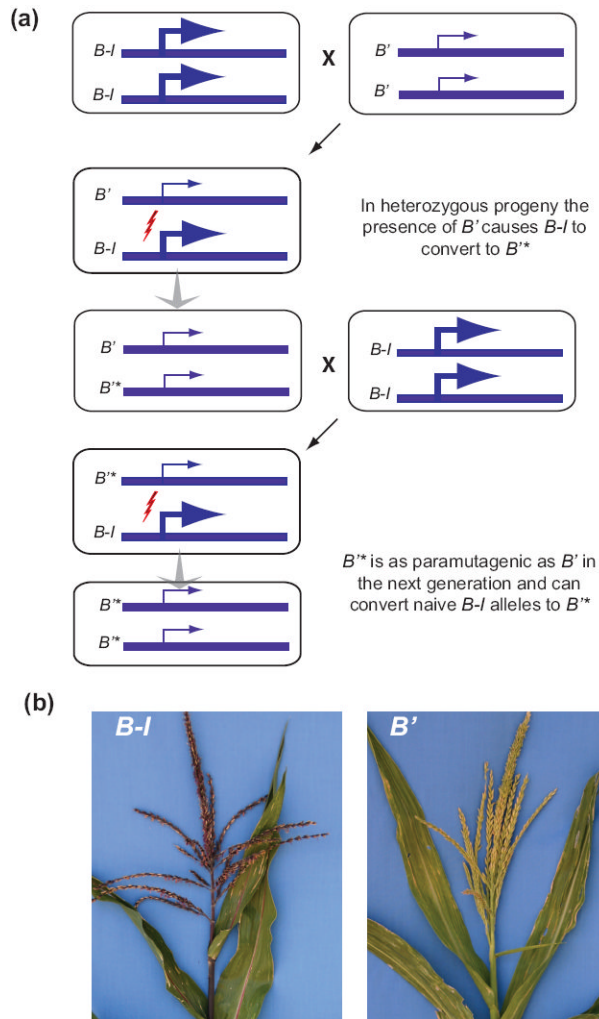 (a)
B-I
B-I
X
B'
B'
B'
B-I
In heterozygous progeny the
presence of B' causes B-I to
convert to B'*
B'
B'*
X
B-I
B-I
B'*
B-I
B'* is as paramutagenic as B' in
the next generation and can
convert naive B-I alleles to B'*
B'*
B'*
(b)
B-I
B'